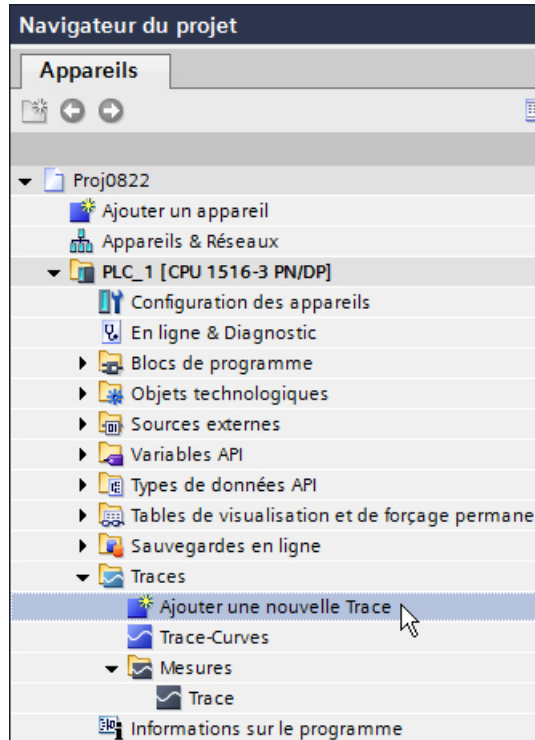 Navigateur du projet
Appareils
Proj0822
Ajouter un appareil
Appareils & Réseaux
PLC_1 [CPU 1516-3 PN/DP]
Configuration des appareils
En ligne & Diagnostic
Blocs de programme
Objets technologiques
Sources externes
Variables API
Types de données API
Tables de visualisation et de forçage permane
Sauvegardes en ligne
Traces
Ajouter une nouvelle Trace
Trace-Curves
Mesures
Trace
Informations sur le programme